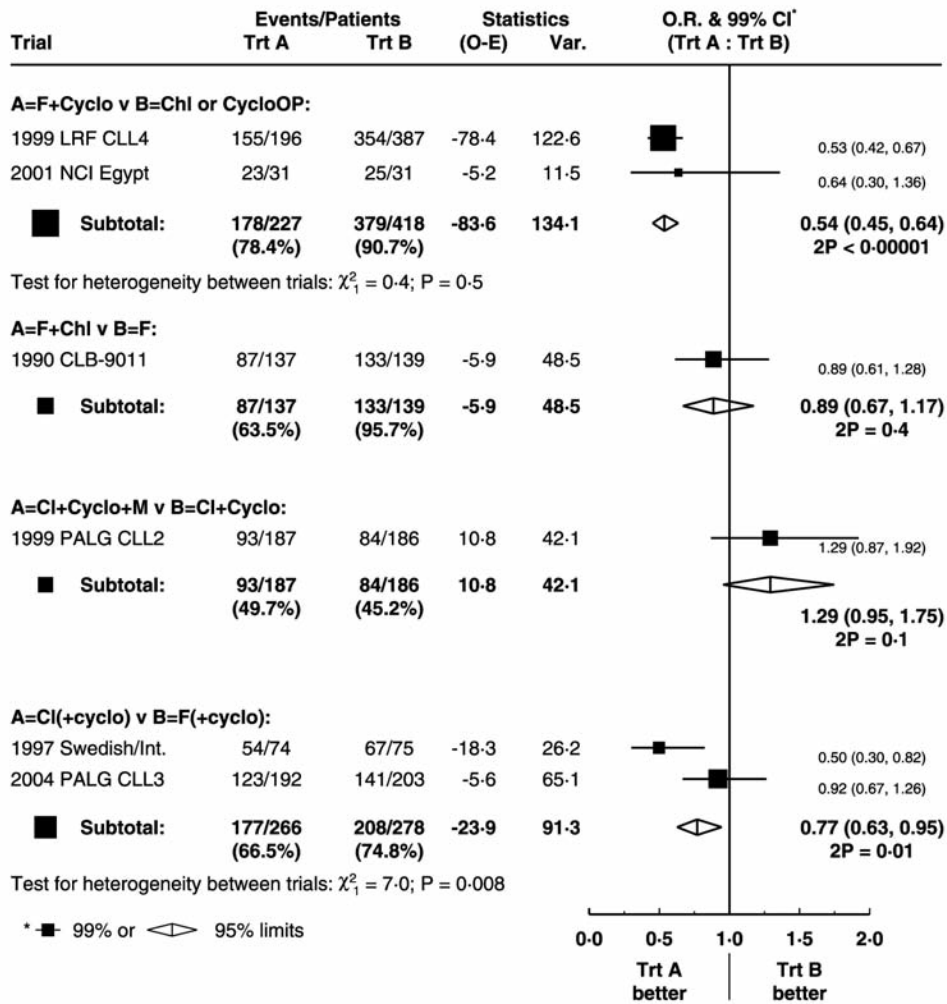 Events/Patients Statistics O.R. & 99% CI*
Trial Trt A Trt B (O-E) Var. (Trt A : Trt B)
A=F+Cyclo v B=Chl or CycloOP:
1999 LRF CLL4 155/196 354/387 -78·4 122·6 0.53 (0.42, 0.67)
2001 NCI Egypt 23/31 25/31 -5·2 11·5 0.64 (0.30, 1.36)
Subtotal: 178/227 379/418 -83·6 134·1 0.54 (0.45, 0.64)
(78.4%) (90.7%) 2P < 0·00001
Test for heterogeneity between trials: χ²₁ = 0·4; P = 0·5
A=F+Chl v B=F:
1990 CLB-9011 87/137 133/139 -5·9 48·5 0.89 (0.61, 1.28)
Subtotal: 87/137 133/139 -5·9 48·5 0.89 (0.67, 1.17)
(63.5%) (95.7%) 2P = 0·4
A=Cl+Cyclo+M v B=Cl+Cyclo:
1999 PALG CLL2 93/187 84/186 10·8 42·1 1.29 (0.87, 1.92)
Subtotal: 93/187 84/186 10·8 42·1
(49.7%) (45.2%) 1.29 (0.95, 1.75)
2P = 0·1
A=Cl(+cyclo) v B=F(+cyclo):
1997 Swedish/Int. 54/74 67/75 -18·3 26·2 0.50 (0.30, 0.82)
2004 PALG CLL3 123/192 141/203 -5·6 65·1 0.92 (0.67, 1.26)
Subtotal: 177/266 208/278 -23·9 91·3 0.77 (0.63, 0.95)
(66.5%) (74.8%) 2P = 0·01
Test for heterogeneity between trials: χ²₁ = 7·0; P = 0·008
* 99% or 95% limits
0·0 0·5 1·0 1·5 2·0
Trt A Trt B
better better